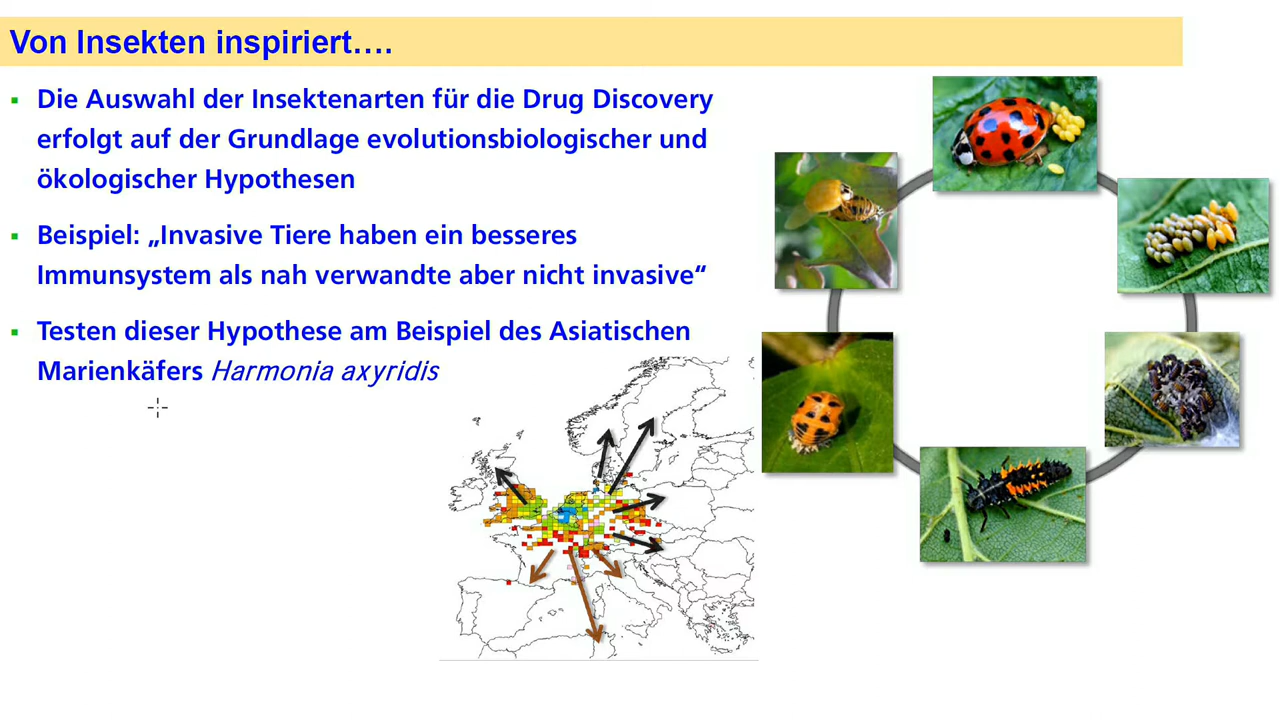 Von Insekten inspiriert….
Die Auswahl der Insektenarten für die Drug Discovery
erfolgt auf der Grundlage evolutionsbiologischer und
ökologischer Hypothesen
Beispiel: „Invasive Tiere haben ein besseres
Immunsystem als nah verwandte aber nicht invasive“
Testen dieser Hypothese am Beispiel des Asiatischen
Marienkäfers Harmonia axyridis